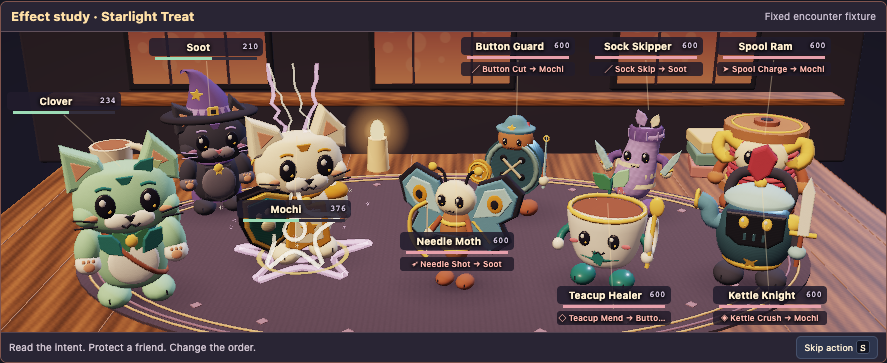 Effect study · Starlight Treat
Fixed encounter fixture
Soot 210
Button Guard 600
⟋ Button Cut → Mochi
Sock Skipper 600
⟋ Sock Skip → Soot
Spool Ram 600
➤ Spool Charge → Mochi
Clover 234
Mochi 376
Needle Moth 600
➶ Needle Shot → Soot
Teacup Healer 600
◇ Teacup Mend → Butto...
Kettle Knight 600
◈ Kettle Crush → Mochi
Read the intent. Protect a friend. Change the order.
Skip action S